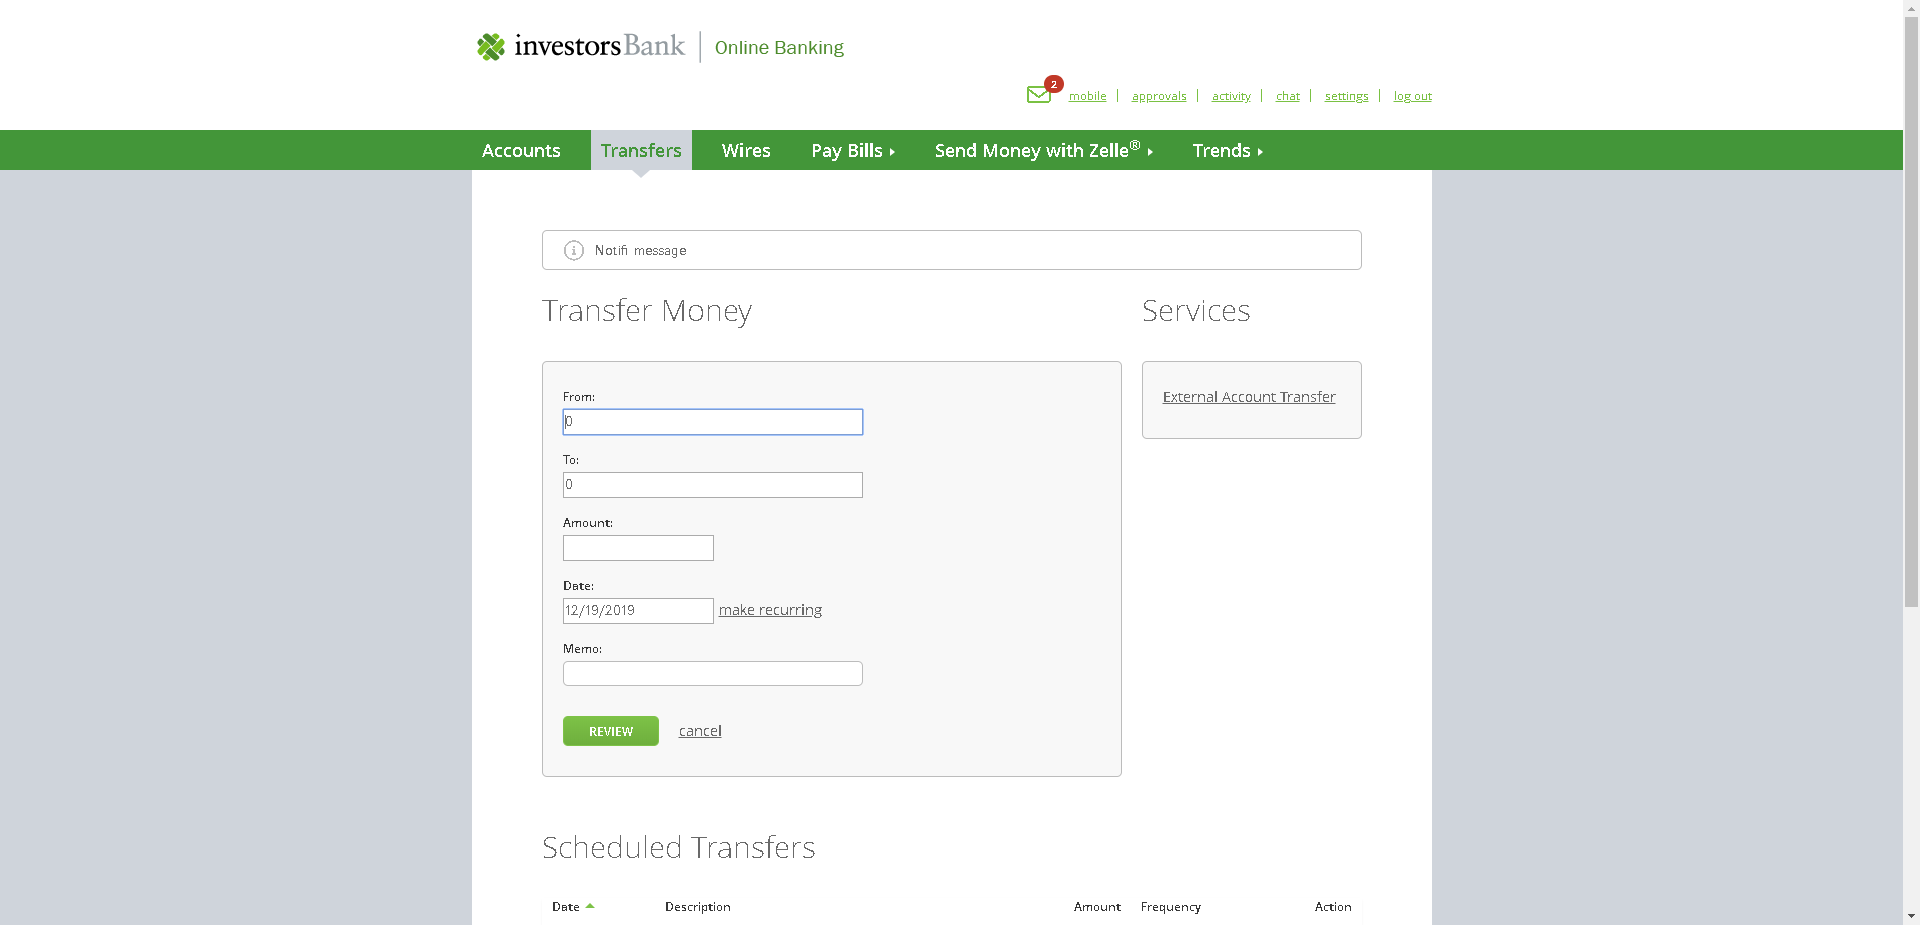 investorsBank Online Banking
2
mobile approvals activity chat settings log out
Accounts Transfers Wires Pay Bills Send Money with Zelle® Trends
Notifi message
Transfer Money
Services
From:
0
External Account Transfer
To:
0
Amount:
Date:
12/19/2019 make recurring
Memo:
REVIEW cancel
Scheduled Transfers
Date Description Amount Frequency Action